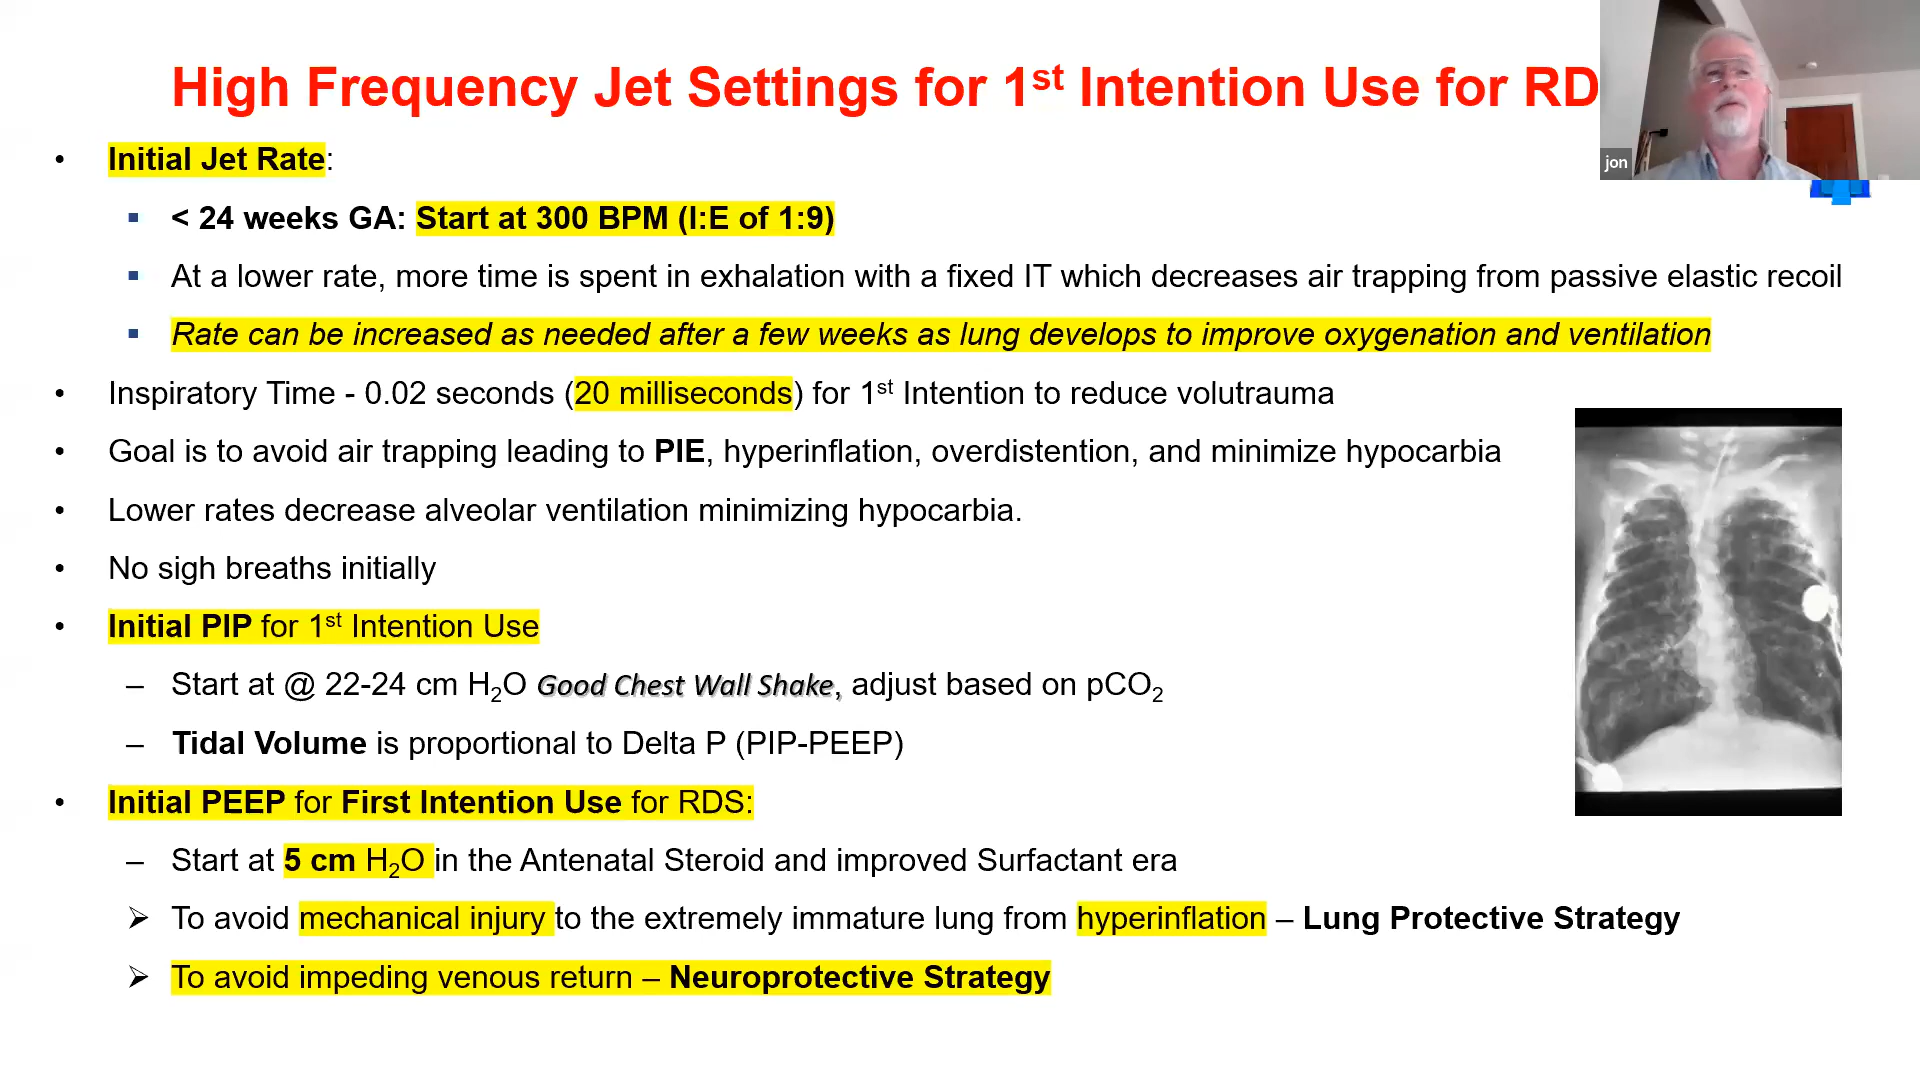 High Frequency Jet Settings for 1st Intention Use for RD
jon
• Initial Jet Rate:
▪ < 24 weeks GA: Start at 300 BPM (I:E of 1:9)
▪ At a lower rate, more time is spent in exhalation with a fixed IT which decreases air trapping from passive elastic recoil
▪ Rate can be increased as needed after a few weeks as lung develops to improve oxygenation and ventilation
• Inspiratory Time - 0.02 seconds (20 milliseconds) for 1st Intention to reduce volutrauma
• Goal is to avoid air trapping leading to PIE, hyperinflation, overdistention, and minimize hypocarbia
• Lower rates decrease alveolar ventilation minimizing hypocarbia.
• No sigh breaths initially
• Initial PIP for 1st Intention Use
– Start at @ 22-24 cm H2O Good Chest Wall Shake, adjust based on pCO2
– Tidal Volume is proportional to Delta P (PIP-PEEP)
• Initial PEEP for First Intention Use for RDS:
– Start at 5 cm H2O in the Antenatal Steroid and improved Surfactant era
➢ To avoid mechanical injury to the extremely immature lung from hyperinflation – Lung Protective Strategy
➢ To avoid impeding venous return – Neuroprotective Strategy